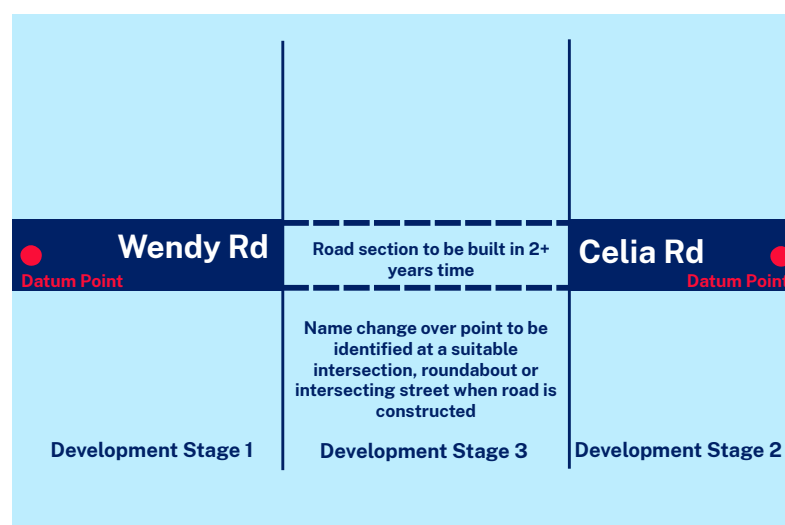 Wendy Rd
Datum Point
Road section to be built in 2+
years time
Celia Rd
Datum Point
Name change over point to be
identified at a suitable
intersection, roundabout or
intersecting street when road is
constructed
Development Stage 1
Development Stage 3
Development Stage 2